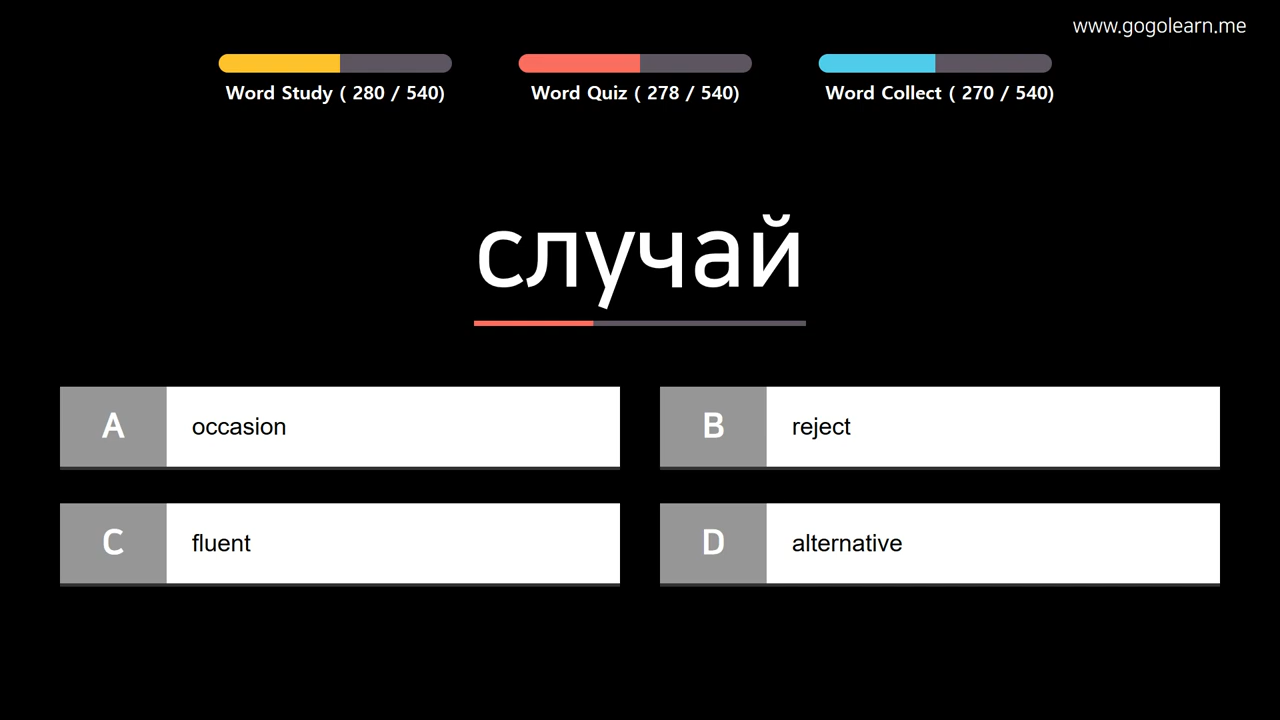 www.gogolearn.me
Word Study ( 280 / 540)
Word Quiz ( 278 / 540)
Word Collect ( 270 / 540)
случай
A occasion
B reject
C fluent
D alternative